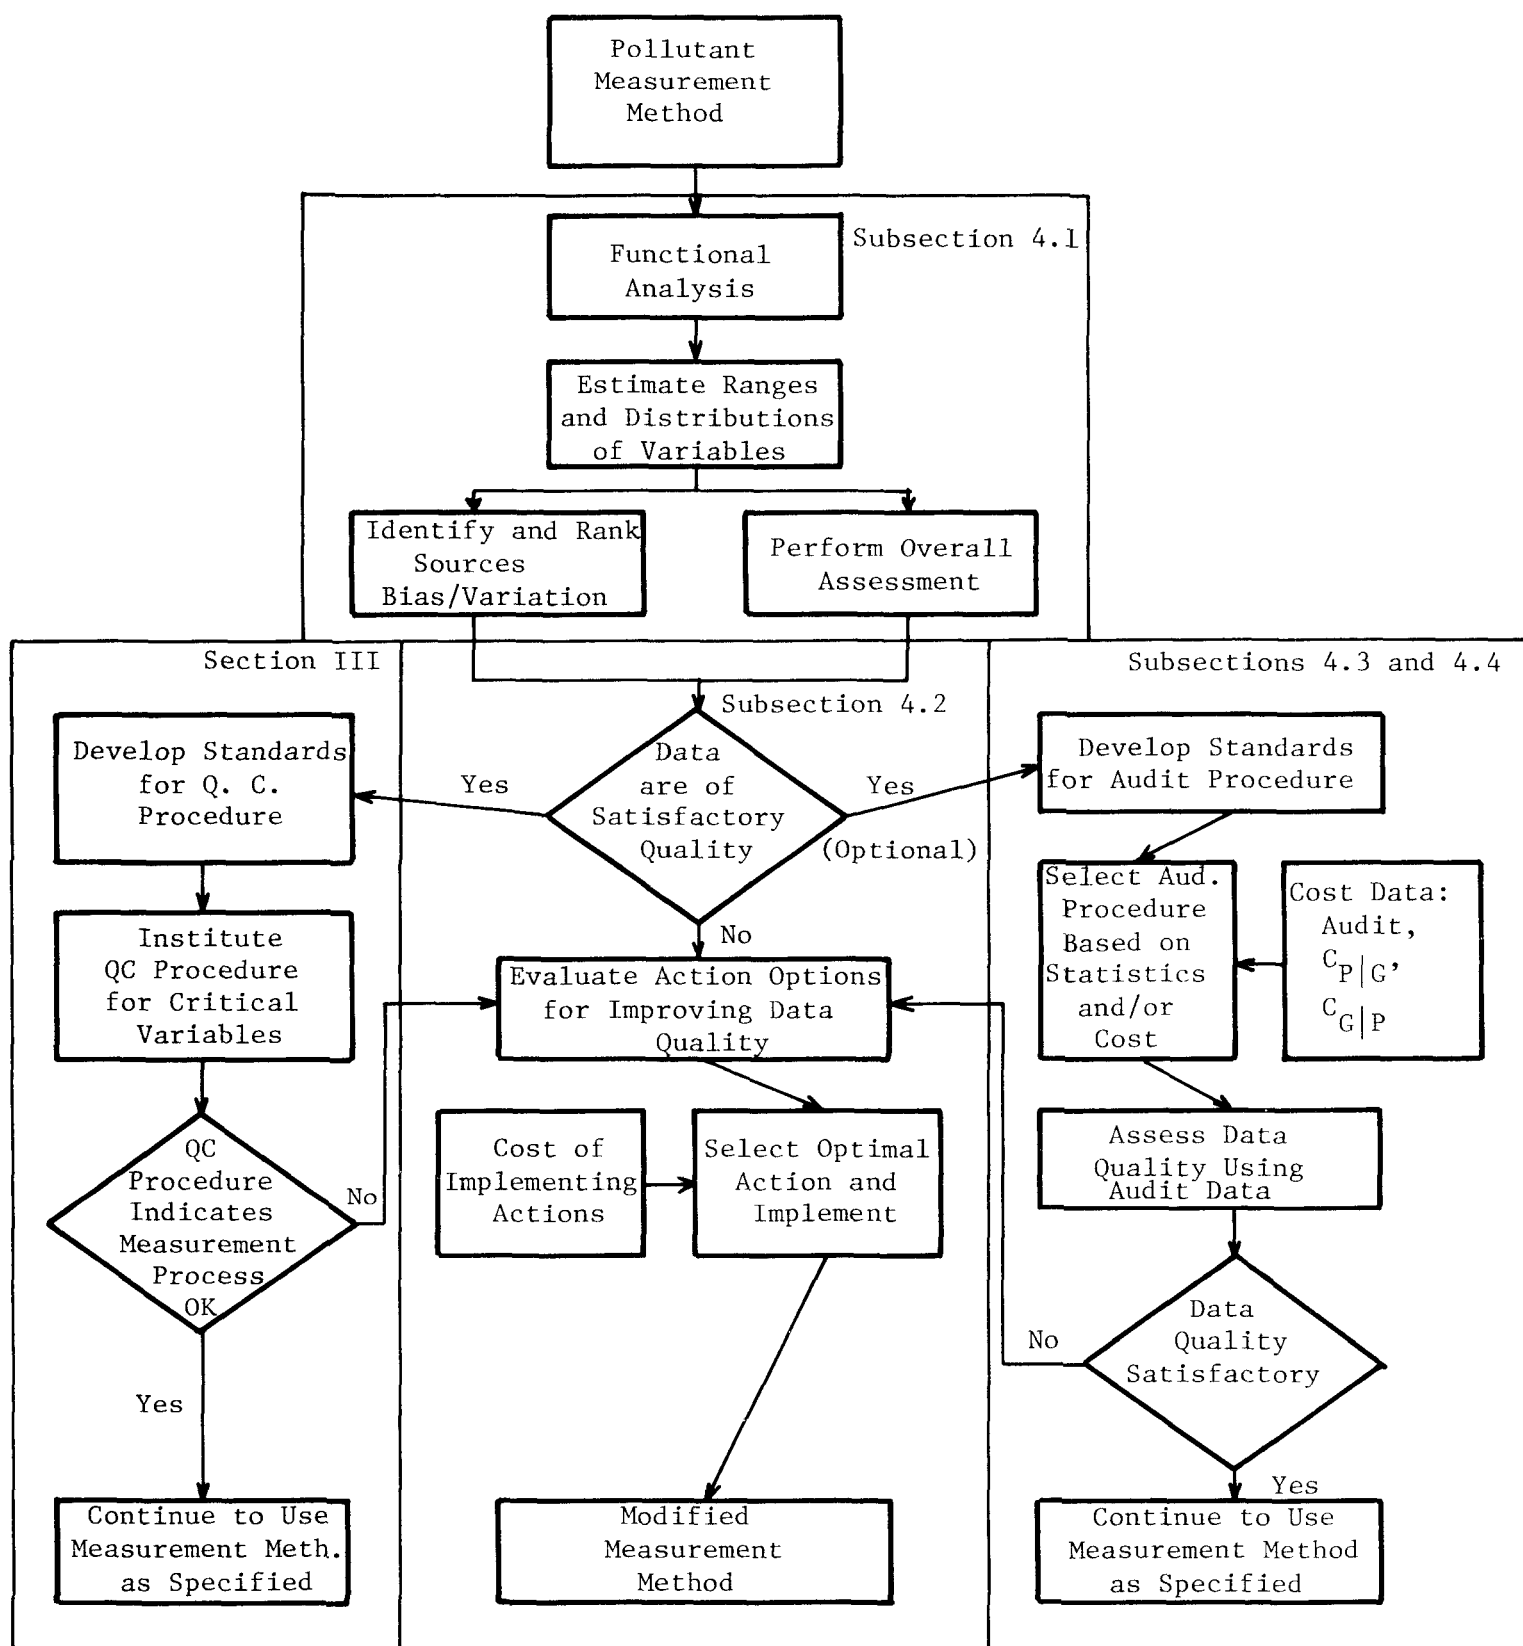 Pollutant
Measurement
Method
Subsection 4.1
Functional
Analysis
Estimate Ranges
and Distributions
of Variables
Identify and Rank
Sources
Bias/Variation
Perform Overall
Assessment
Section III
Subsection 4.2
Subsections 4.3 and 4.4
Develop Standards
for Q. C.
Procedure
Yes
Data
are of
Satisfactory
Quality
Yes
(Optional)
No
Develop Standards
for Audit Procedure
Institute
QC Procedure
for Critical
Variables
Evaluate Action Options
for Improving Data
Quality
Select Aud.
Procedure
Based on
Statistics
and/or
Cost
Cost Data:
Audit,
C_P|G,
C_G|P
QC
Procedure
Indicates
Measurement
Process
OK
No
Yes
Cost of
Implementing
Actions
Select Optimal
Action and
Implement
Assess Data
Quality Using
Audit Data
Data
Quality
Satisfactory
No
Yes
Continue to Use
Measurement Meth.
as Specified
Modified
Measurement
Method
Continue to Use
Measurement Method
as Specified